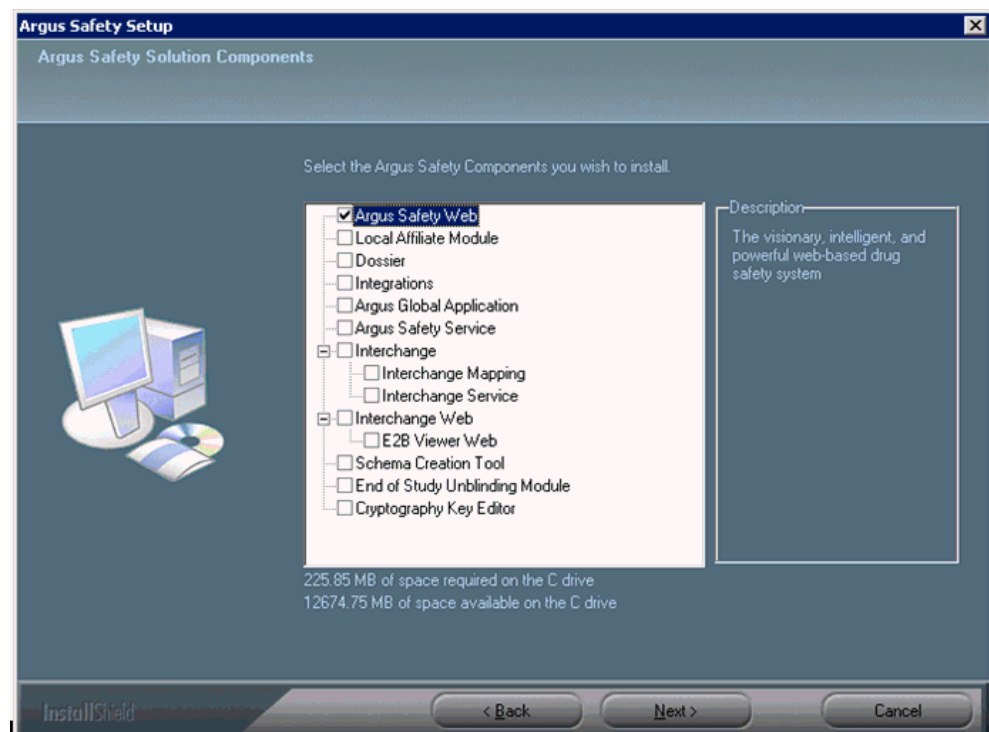 Argus Safety Setup
Argus Safety Solution Components
Select the Argus Safety Components you wish to install.
Argus Safety Web
Local Affiliate Module
Dossier
Integrations
Argus Global Application
Argus Safety Service
Interchange
Interchange Mapping
Interchange Service
Interchange Web
E2B Viewer Web
Schema Creation Tool
End of Study Unblinding Module
Cryptography Key Editor
Description
The visionary, intelligent, and
powerful web-based drug
safety system
225.85 MB of space required on the C drive
12674.75 MB of space available on the C drive
InstallShield
< Back
Next >
Cancel